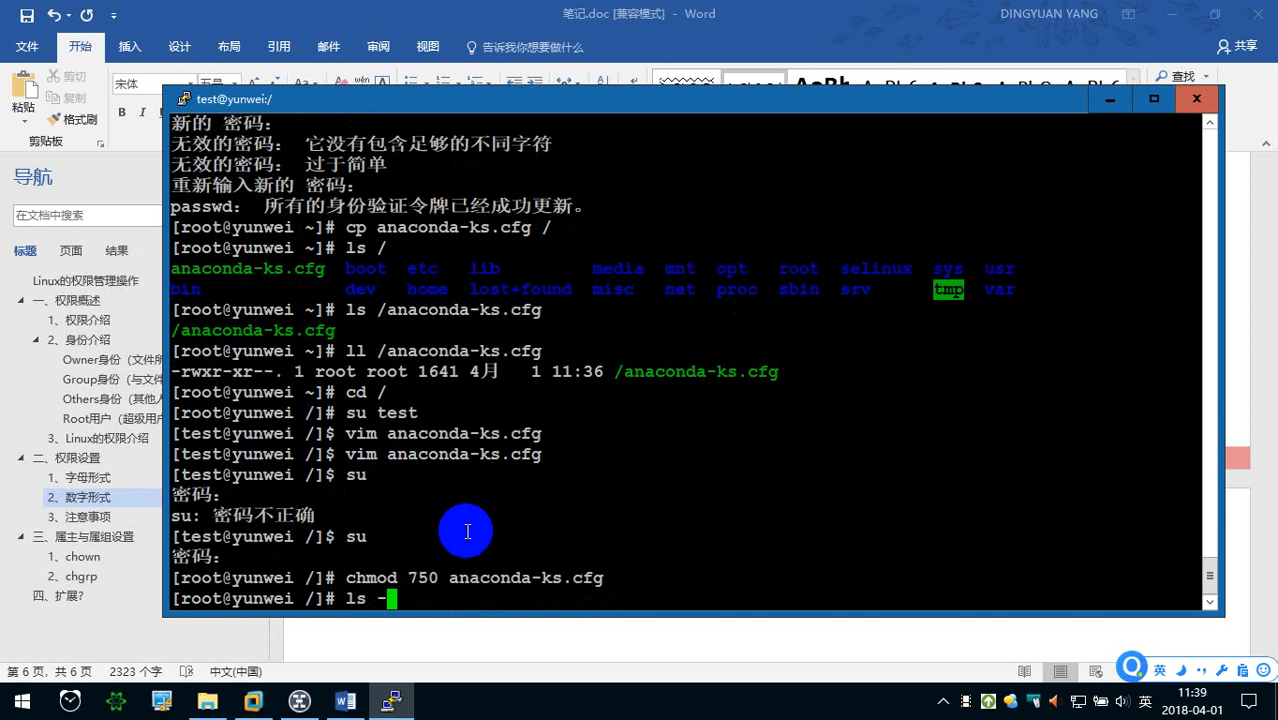 笔记.doc [兼容模式] - Word
DINGYUAN YANG
文件 开始 插入 设计 布局 引用 邮件 审阅 视图 告诉我你想要做什么 共享
剪切
复制
粘贴
格式刷
剪贴板
宋体
查找
导航
在文档中搜索
标题 页面 结果
Linux的权限管理操作
一、权限概述
1、权限介绍
2、身份介绍
Owner身份（文件所
Group身份（与文件
Others身份（其他人
Root用户（超级用户
3、Linux的权限介绍
二、权限设置
1、字母形式
2、数字形式
3、注意事项
三、属主与属组设置
1、chown
2、chgrp
四、扩展?
test@yunwei:/
新的 密码：
无效的密码： 它没有包含足够的不同字符
无效的密码： 过于简单
重新输入新的 密码：
passwd： 所有的身份验证令牌已经成功更新。
[root@yunwei ~]# cp anaconda-ks.cfg /
[root@yunwei ~]# ls /
anaconda-ks.cfg boot etc lib media mnt opt root selinux sys usr
bin dev home lost+found misc net proc sbin srv tmp var
[root@yunwei ~]# ls /anaconda-ks.cfg
/anaconda-ks.cfg
[root@yunwei ~]# ll /anaconda-ks.cfg
-rwxr-xr--. 1 root root 1641 4月 1 11:36 /anaconda-ks.cfg
[root@yunwei ~]# cd /
[root@yunwei /]# su test
[test@yunwei /]$ vim anaconda-ks.cfg
[test@yunwei /]$ vim anaconda-ks.cfg
[test@yunwei /]$ su
密码：
su: 密码不正确
[test@yunwei /]$ su
密码：
[root@yunwei /]# chmod 750 anaconda-ks.cfg
[root@yunwei /]# ls -
第 6 页，共 6 页 2323 个字 中文(中国)
英
英
11:39
2018-04-01